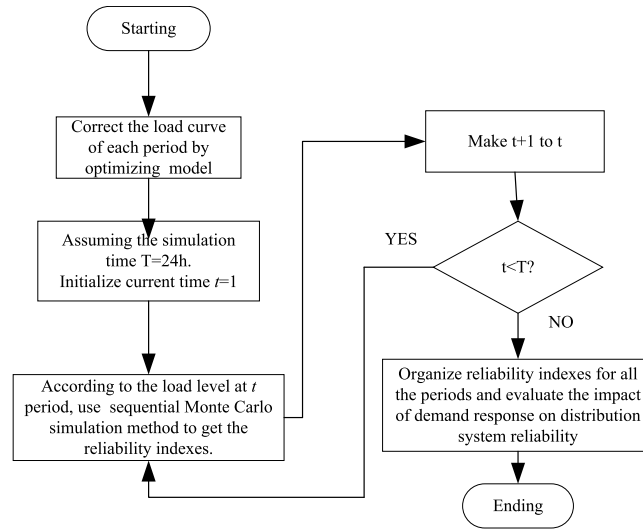 Starting
Correct the load curve
of each period by
optimizing model
Assuming the simulation
time T=24h.
Initialize current time t=1
According to the load level at t
period, use sequential Monte Carlo
simulation method to get the
reliability indexes.
Make t+1 to t
YES
t<T?
NO
Organize reliability indexes for all
the periods and evaluate the impact
of demand response on distribution
system reliability
Ending